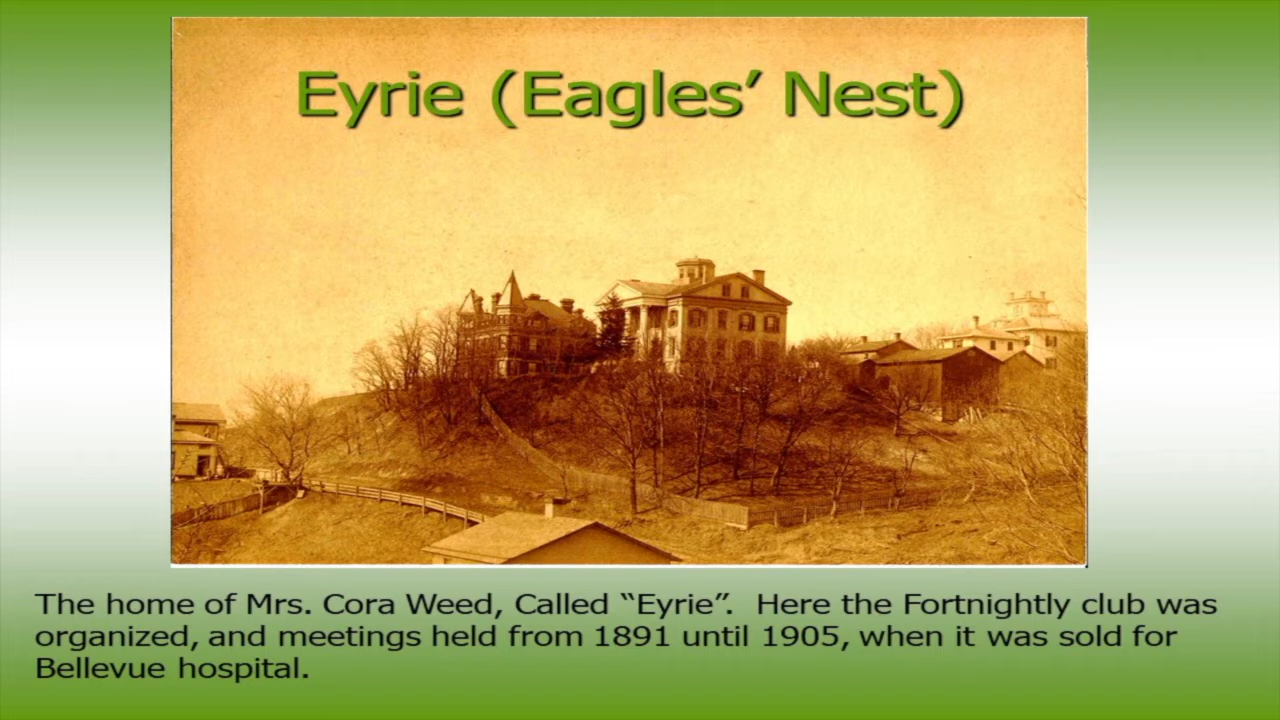 Eyrie (Eagles’ Nest)
The home of Mrs. Cora Weed, Called “Eyrie”.  Here the Fortnightly club was
organized, and meetings held from 1891 until 1905, when it was sold for
Bellevue hospital.